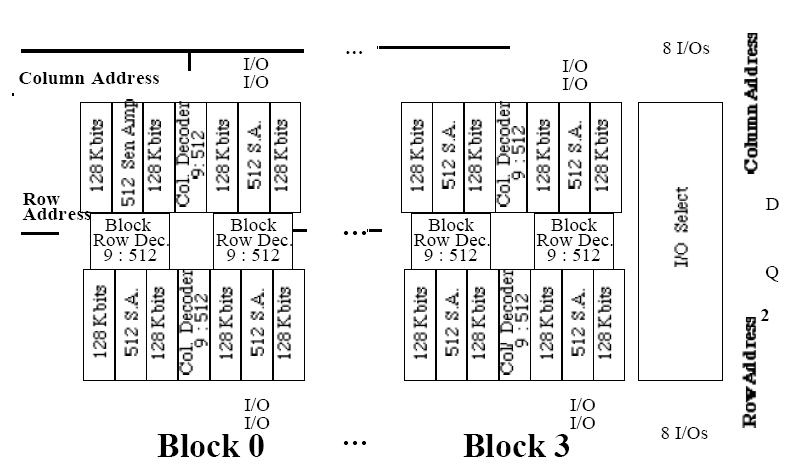 ... 8 I/Os
I/O
I/O
I/O
I/O
Column Address
Column Address
128 Kbits
512 Sen Amp
128 Kbits
Col. Decoder
9 : 512
128 Kbits
512 S.A.
128 Kbits
128 Kbits
512 S.A.
128 Kbits
Col. Decoder
9 : 512
128 Kbits
512 S.A.
128 Kbits
I/O Select
Row
Address
D
Block
Row Dec.
9 : 512
Block
Row Dec.
9 : 512
...
Block
Row Dec.
9 : 512
Block
Row Dec.
9 : 512
Q
2
128 Kbits
512 S.A.
128 Kbits
Col. Decoder
9 : 512
128 Kbits
512 S.A.
128 Kbits
128 Kbits
512 S.A.
128 Kbits
Col/ Decoder
9 : 512
128 Kbits
512 S.A.
128 Kbits
Row Address
I/O
I/O
I/O
I/O
8 I/Os
Block 0 ... Block 3